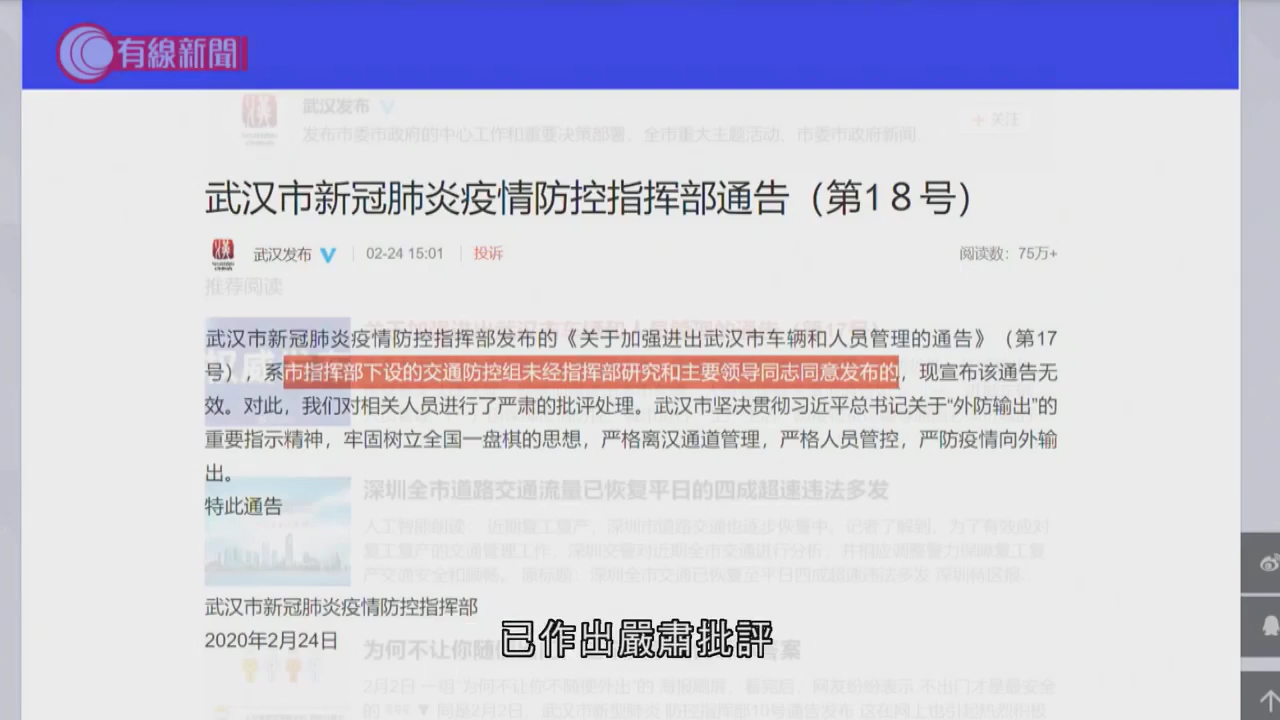 有線新聞
武汉发布
发布市委市政府的中心工作和重要决策部署、全市重大主题活动、市委市政府新闻
+ 关注
武汉市新冠肺炎疫情防控指挥部通告（第18号）
武汉发布 02-24 15:01 投诉 阅读数：75万+
推荐阅读
武汉市新冠肺炎疫情防控指挥部发布的《关于加强进出武汉市车辆和人员管理的通告》（第17
号），系市指挥部下设的交通防控组未经指挥部研究和主要领导同志同意发布的，现宣布该通告无
效。对此，我们对相关人员进行了严肃的批评处理。武汉市坚决贯彻习近平总书记关于“外防输出”的
重要指示精神，牢固树立全国一盘棋的思想，严格离汉通道管理，严格人员管控，严防疫情向外输
出。
特此通告
深圳全市道路交通流量已恢复平日的四成超速违法多发
武汉市新冠肺炎疫情防控指挥部
2020年2月24日
已作出嚴肅批評